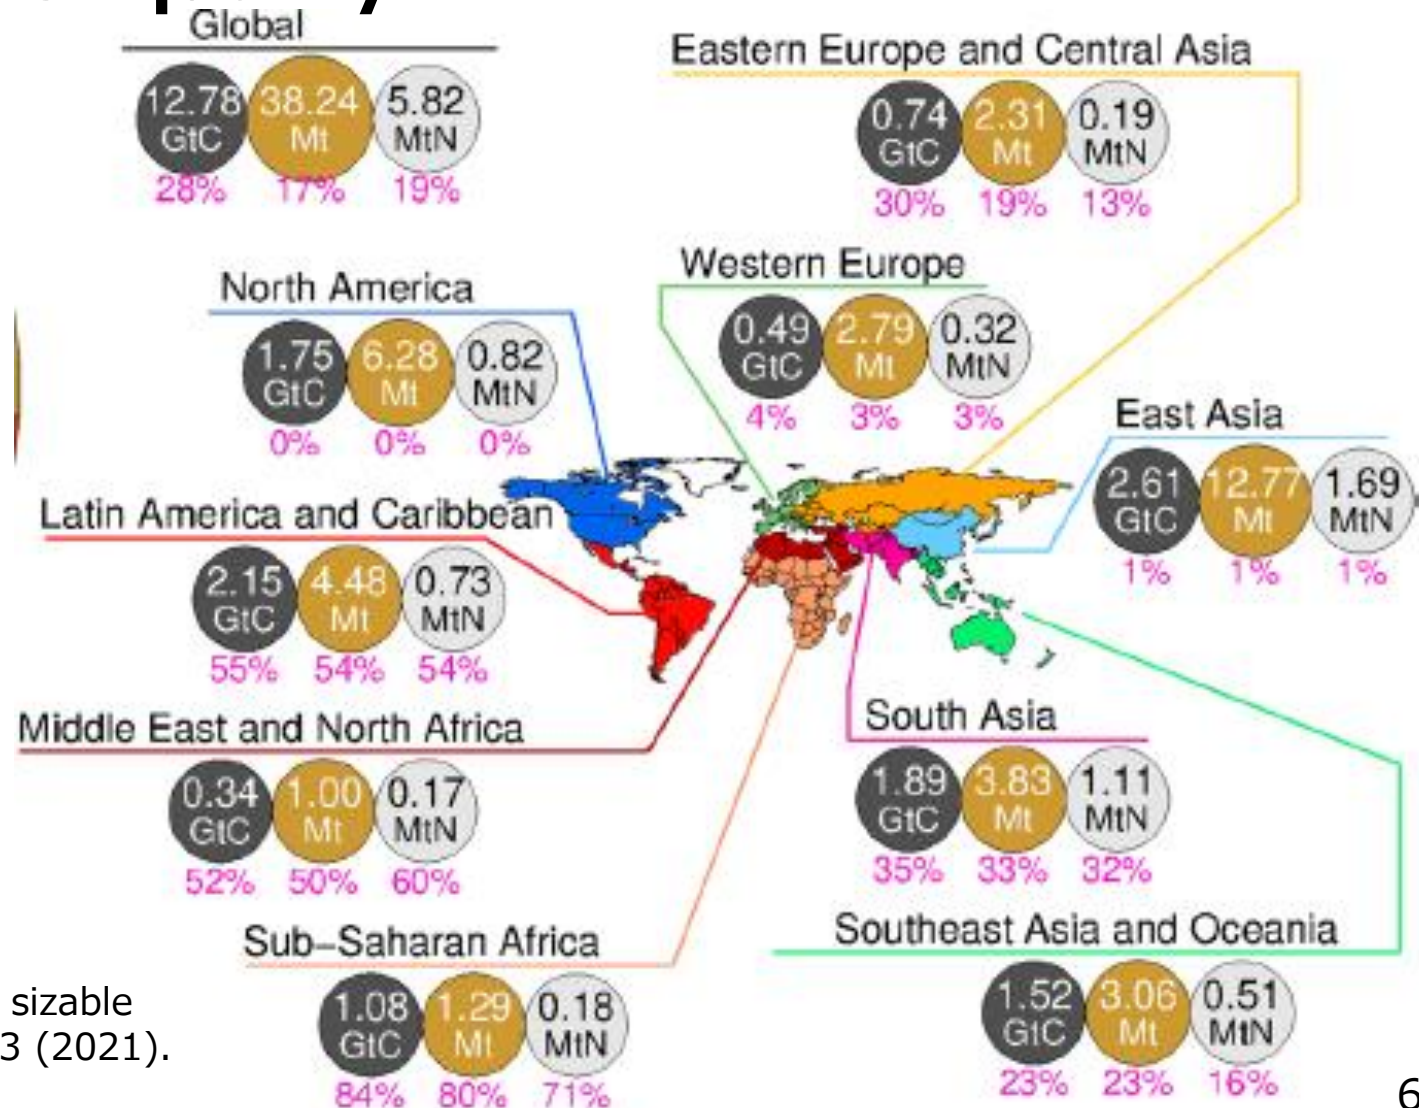 Global
12.78 38.24 5.82
GtC Mt MtN
28% 17% 19%
Eastern Europe and Central Asia
0.74 2.31 0.19
GtC Mt MtN
30% 19% 13%
North America
1.75 6.28 0.82
GtC Mt MtN
0% 0% 0%
Western Europe
0.49 2.79 0.32
GtC Mt MtN
4% 3% 3%
East Asia
2.61 12.77 1.69
GtC Mt MtN
1% 1% 1%
Latin America and Caribbean
2.15 4.48 0.73
GtC Mt MtN
55% 54% 54%
Middle East and North Africa
0.34 1.00 0.17
GtC Mt MtN
52% 50% 60%
South Asia
1.89 3.83 1.11
GtC Mt MtN
35% 33% 32%
Sub-Saharan Africa
1.08 1.29 0.18
GtC Mt MtN
84% 80% 71%
Southeast Asia and Oceania
1.52 3.06 0.51
GtC Mt MtN
23% 23% 16%
sizable
3 (2021).
6